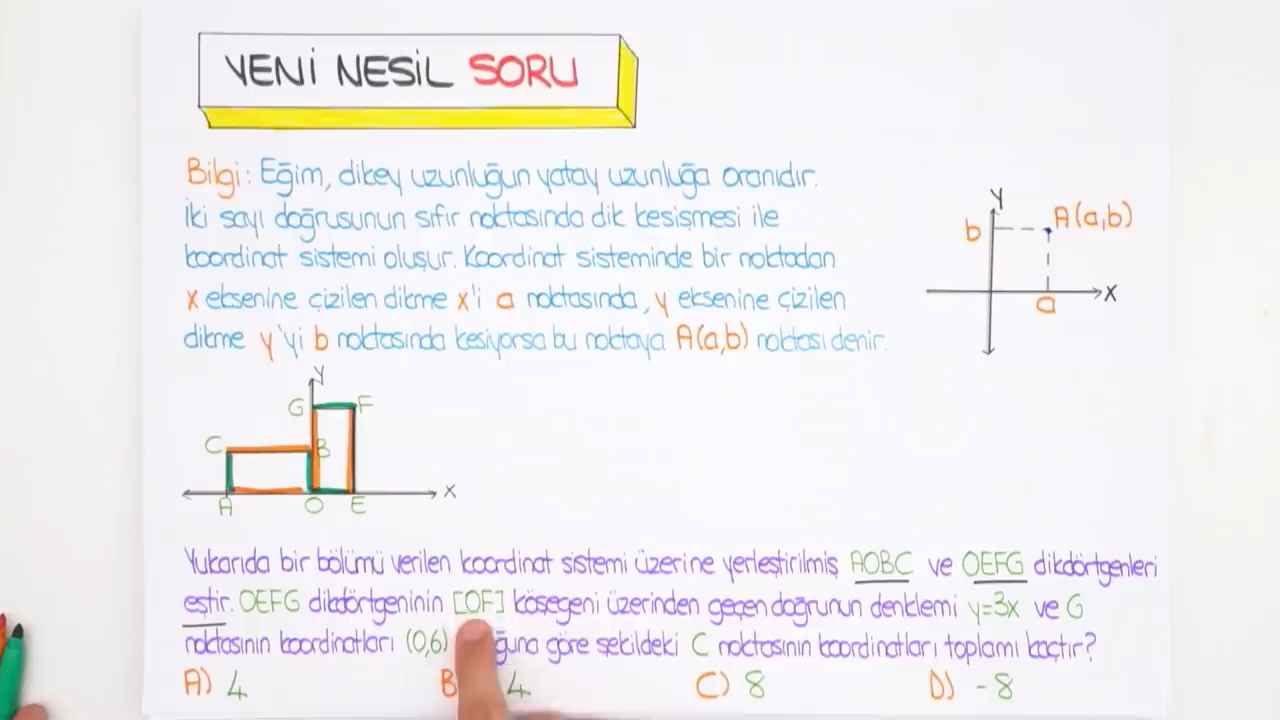 YENİ NESİL SORU
Bilgi: Eğim, dikey uzunluğun yatay uzunluğa oranıdır.
İki sayı doğrusunun sıfır noktasında dik kesişmesi ile
koordinat sistemi oluşur. Koordinat sisteminde bir noktadan
x eksenine çizilen dikme x'i a noktasında, y eksenine çizilen
dikme y'yi b noktasında kesiyorsa bu noktaya A(a,b) noktası denir.
y
b
A(a,b)
x
a
y
G
F
C
B
x
A
O
E
Yukarıda bir bölümü verilen koordinat sistemi üzerine yerleştirilmiş AOBC ve OEFG dikdörtgenleri
eştir. OEFG dikdörtgeninin [OF] köşegeni üzerinden geçen doğrunun denklemi y=3x ve G
noktasının koordinatları (0,6) göre şekildeki C noktasının koordinatları toplamı kaçtır?
A) 4
B 4
C) 8
D) -8